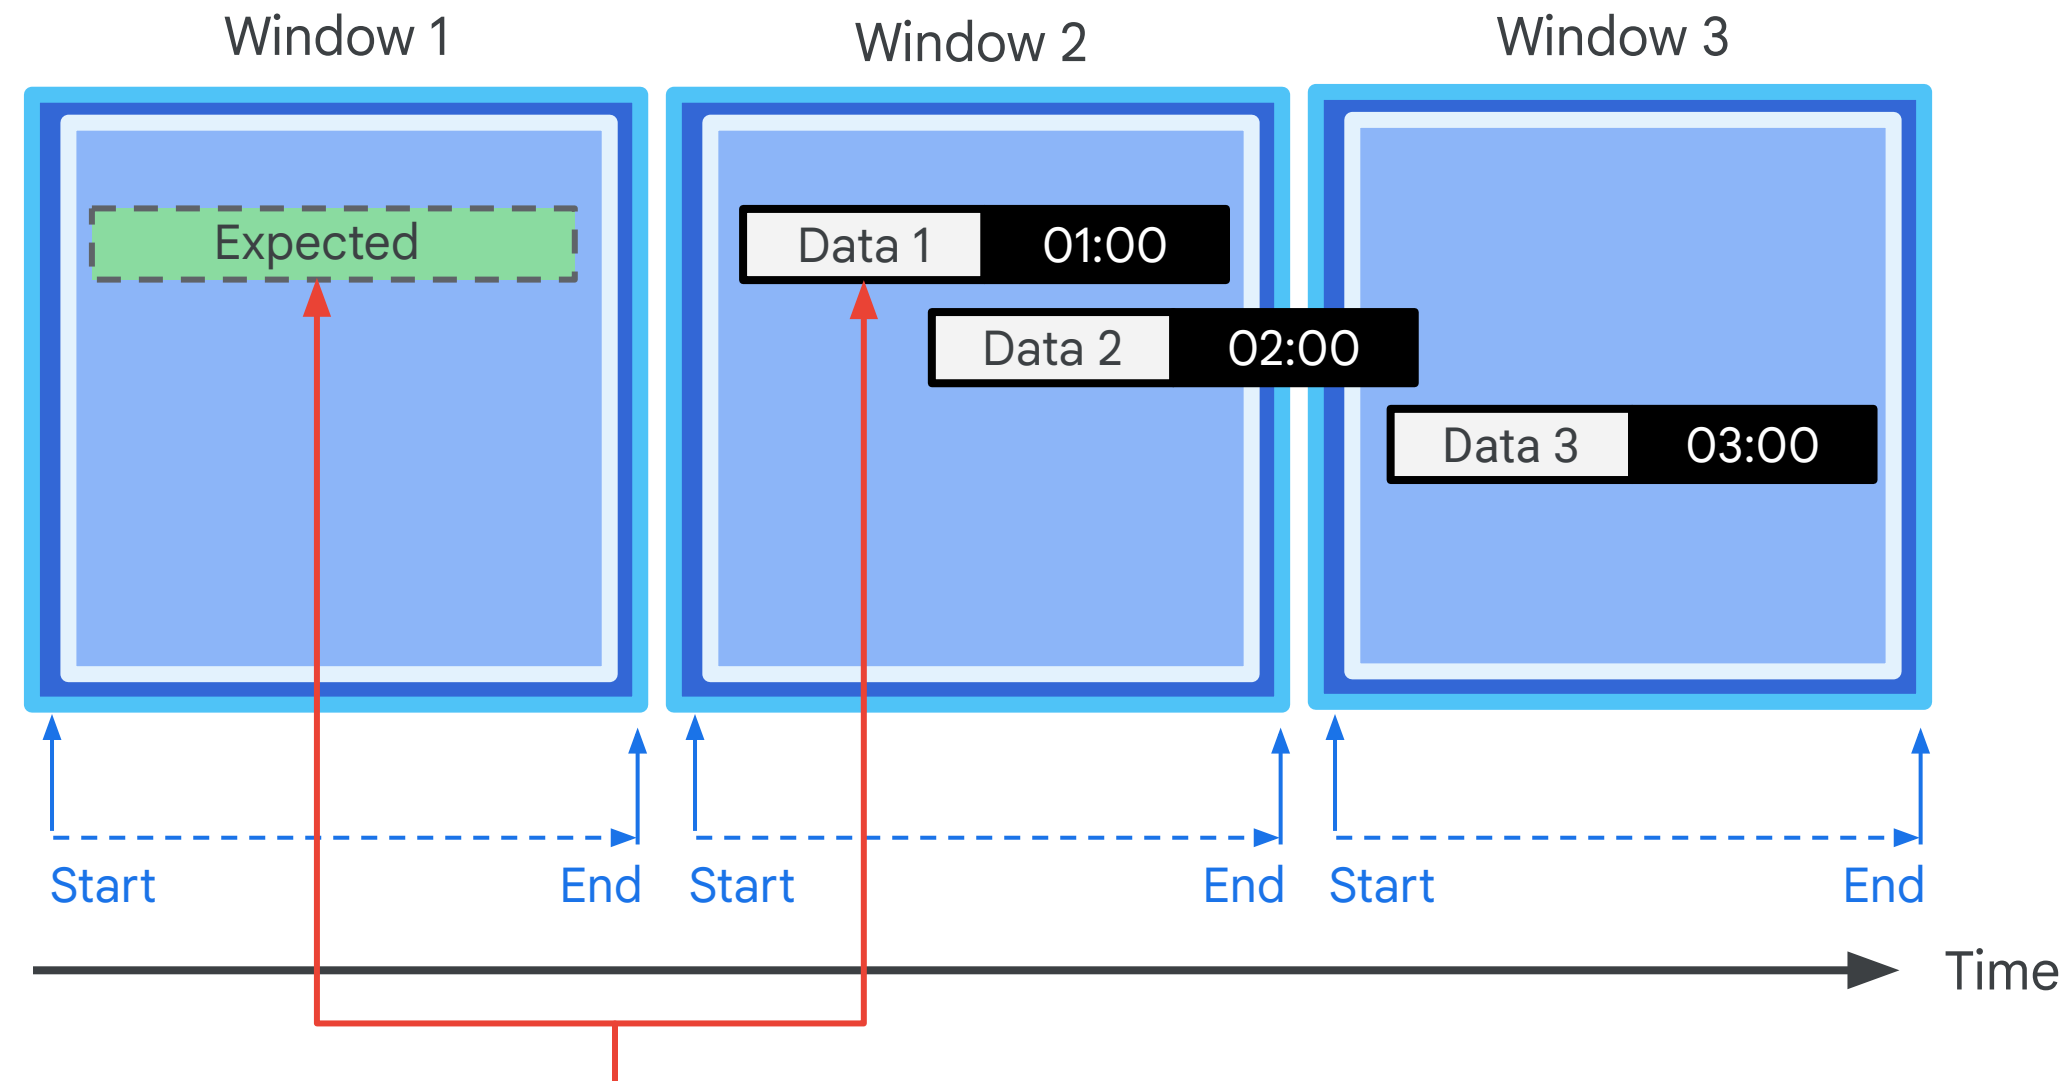 Window 1
Window 2
Window 3
Expected
Data 1 01:00
Data 2 02:00
Data 3 03:00
Start End Start End Start End
Time